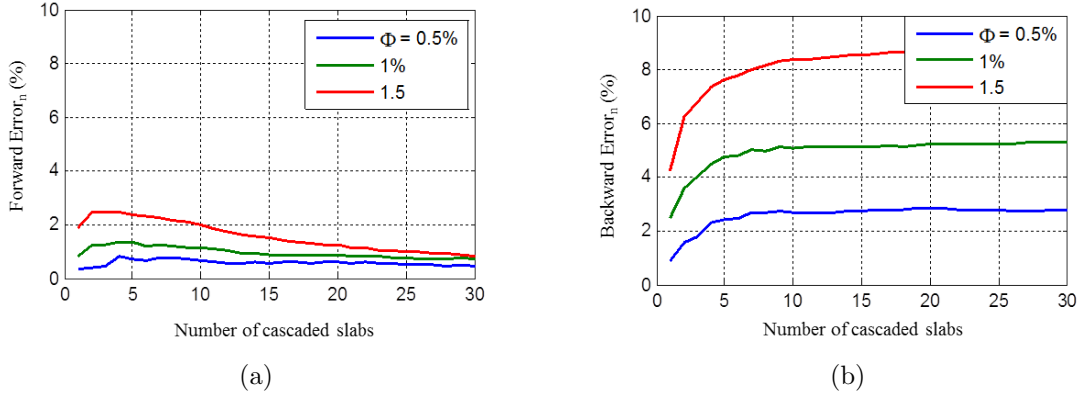 10
8
6
4
2
0
Forward Error_n (%)
Φ = 0.5%
1%
1.5
0 5 10 15 20 25 30
Number of cascaded slabs
(a)
10
8
6
4
2
0
Backward Error_n (%)
Φ = 0.5%
1%
1.5
0 5 10 15 20 25 30
Number of cascaded slabs
(b)